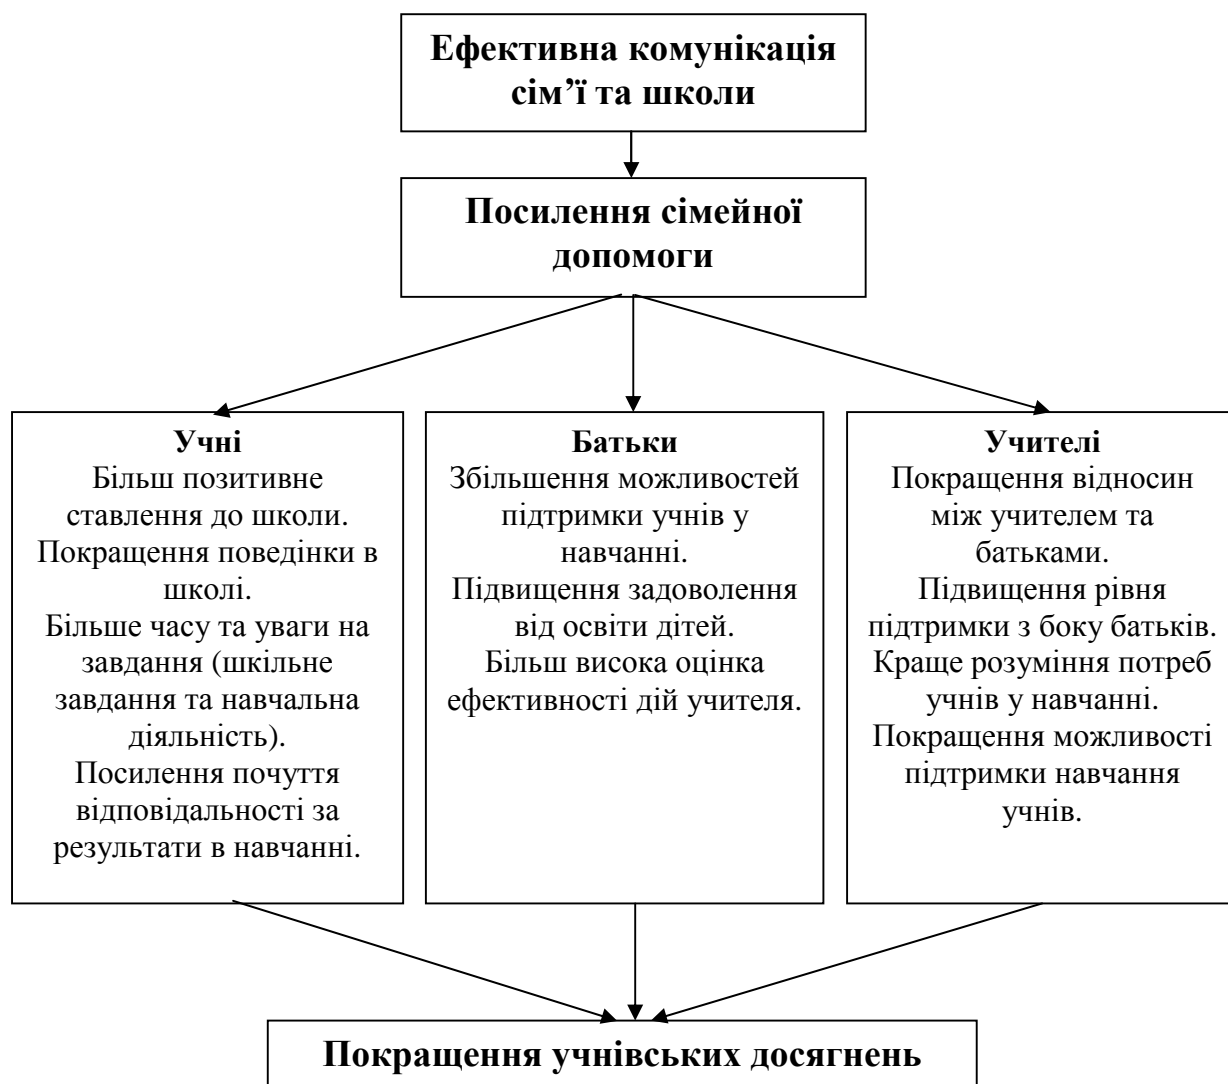 Ефективна комунікація
сім’ї та школи
Посилення сімейної
допомоги
Учні
Більш позитивне
ставлення до школи.
Покращення поведінки в
школі.
Більше часу та уваги на
завдання (шкільне
завдання та навчальна
діяльність).
Посилення почуття
відповідальності за
результати в навчанні.
Батьки
Збільшення можливостей
підтримки учнів у
навчанні.
Підвищення задоволення
від освіти дітей.
Більш висока оцінка
ефективності дій учителя.
Учителі
Покращення відносин
між учителем та
батьками.
Підвищення рівня
підтримки з боку батьків.
Краще розуміння потреб
учнів у навчанні.
Покращення можливості
підтримки навчання
учнів.
Покращення учнівських досягнень